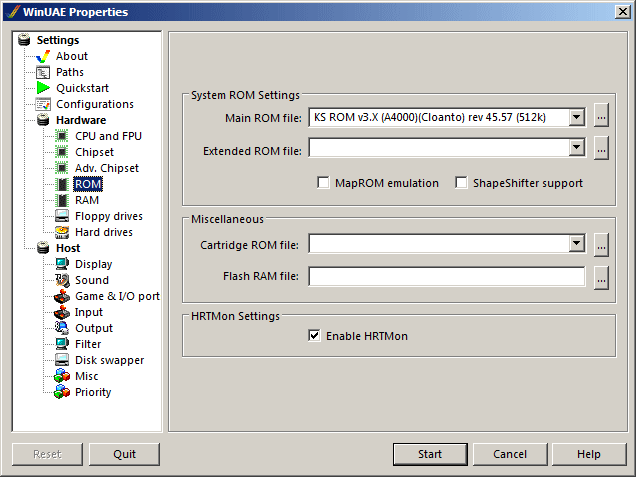 WinUAE Properties
Settings
About
Paths
Quickstart
Configurations
Hardware
CPU and FPU
Chipset
Adv. Chipset
ROM
RAM
Floppy drives
Hard drives
Host
Display
Sound
Game & I/O port
Input
Output
Filter
Disk swapper
Misc
Priority
System ROM Settings
Main ROM file: KS ROM v3.X (A4000)(Cloanto) rev 45.57 (512k) ...
Extended ROM file: ...
MapROM emulation ShapeShifter support
Miscellaneous
Cartridge ROM file: ...
Flash RAM file: ...
HRTMon Settings
Enable HRTMon
Reset Quit Start Cancel Help